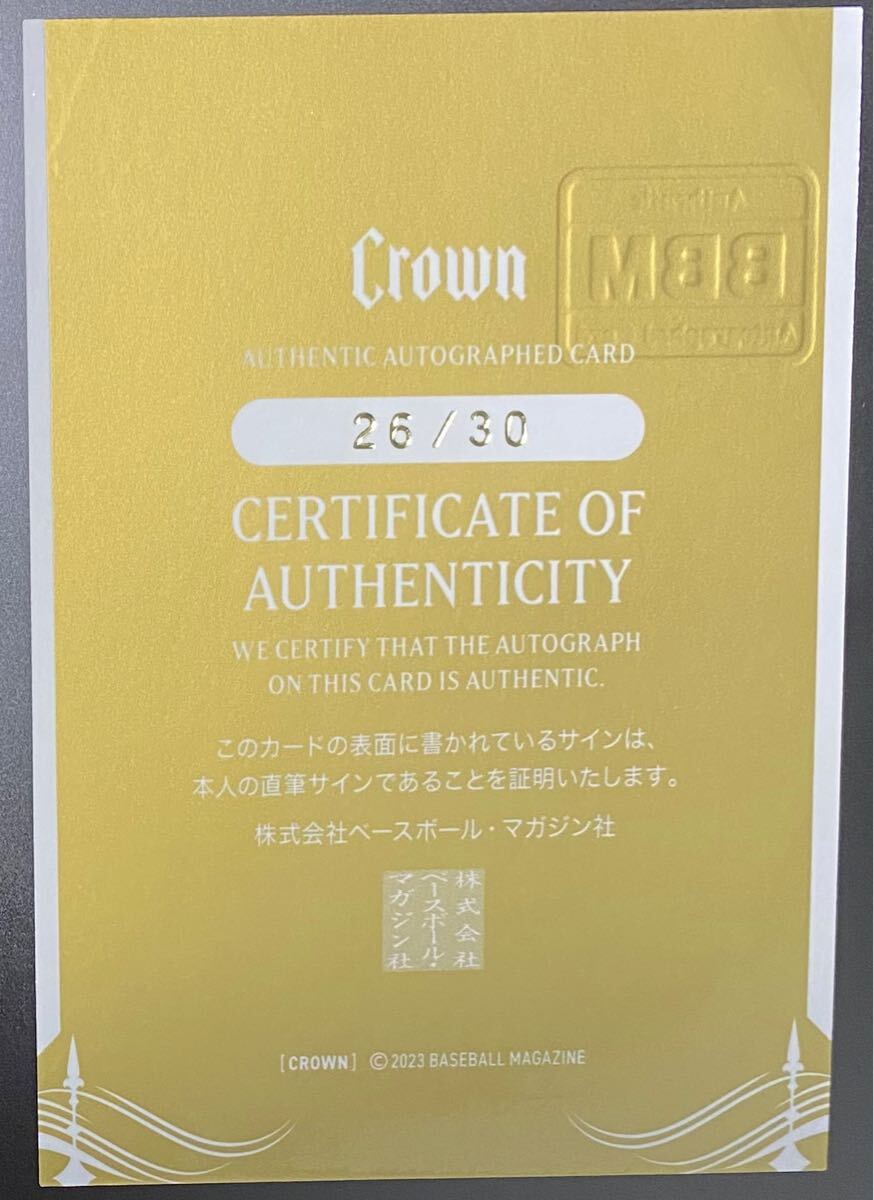 Crown
AUTHENTIC AUTOGRAPHED CARD
Authentic
BBM
Autographed Card
26/30
CERTIFICATE OF
AUTHENTICITY
WE CERTIFY THAT THE AUTOGRAPH
ON THIS CARD IS AUTHENTIC.
このカードの表面に書かれているサインは、
本人の直筆サインであることを証明いたします。
株式会社ベースボール・マガジン社
株式会社
ベースボール・
マガジン社
[CROWN] ©2023 BASEBALL MAGAZINE